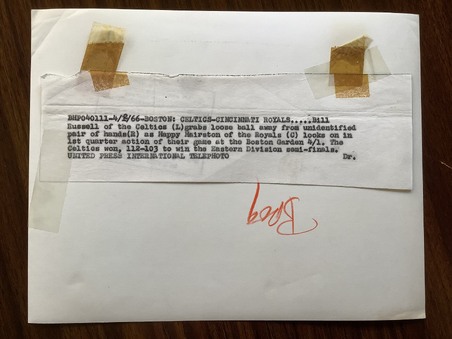 BHP040111-4/2/66-BOSTON: CELTICS-CINCINNATI ROYALS,....Bill
Russell of the Celtics (L)grabs loose ball away from unidentified
pair of hands(R) as Happy Hairston of the Royals (C) looks on in
1st quarter action of their game at the Boston Garden 4/1. The
Celtics won, 112-103 to win the Eastern Division semi-finals.
UNITED PRESS INTERNATIONAL TELEPHOTO Dr.